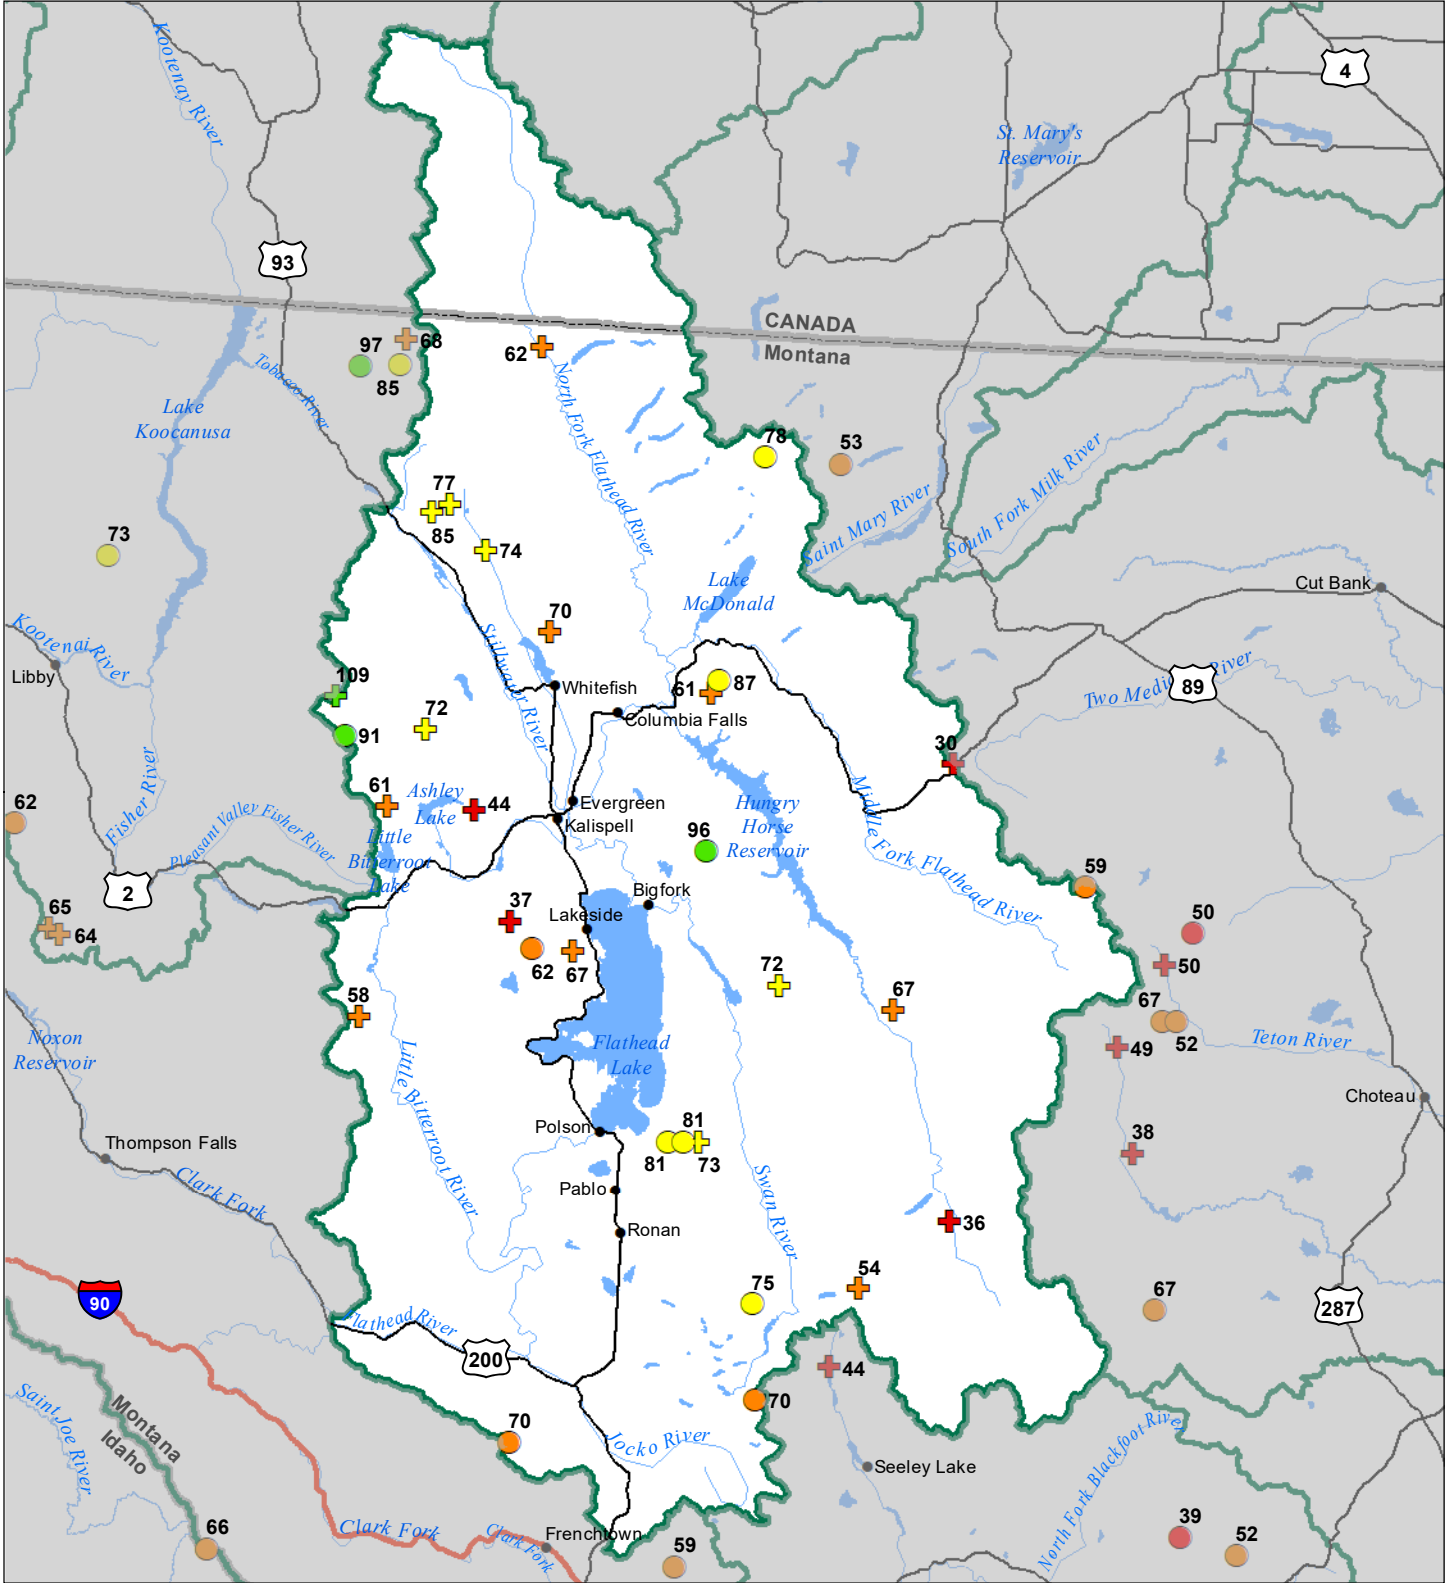 Kootenay River
4
St. Mary's
Reservoir
93
CANADA
Montana
97
68
85
62
Tobacco River
North Fork Flathead River
Lake
Koocanusa
78
53
77
85
74
73
Saint Mary River
South Fork Milk River
Lake
McDonald
Cut Bank
Kootenai River
Libby
70
Stillwater River
109
Whitefish
61
87
Columbia Falls
89
72
91
30
61
Ashley
Lake
44
Evergreen
Kalispell
Hungry
Horse
Reservoir
62
Fisher River
Pleasant Valley Fisher River
Little
Bitterroot
Lake
96
Middle Fork Flathead River
2
59
Bigfork
65
64
37
Lakeside
62
67
50
50
72
67
67
52
58
49
Noxon
Reservoir
Flathead
Lake
Teton River
Choteau
Little Bitterroot River
Polson
81
81
73
38
Thompson Falls
Clark Fork
Pablo
Swan River
Ronan
36
54
75
67
90
287
Flathead River
200
44
70
Saint Joe River
Montana
Idaho
70
Jocko River
North Fork Blackfoot River
Seeley Lake
66
Clark Fork
Clark Fork
Frenchtown
59
39
52